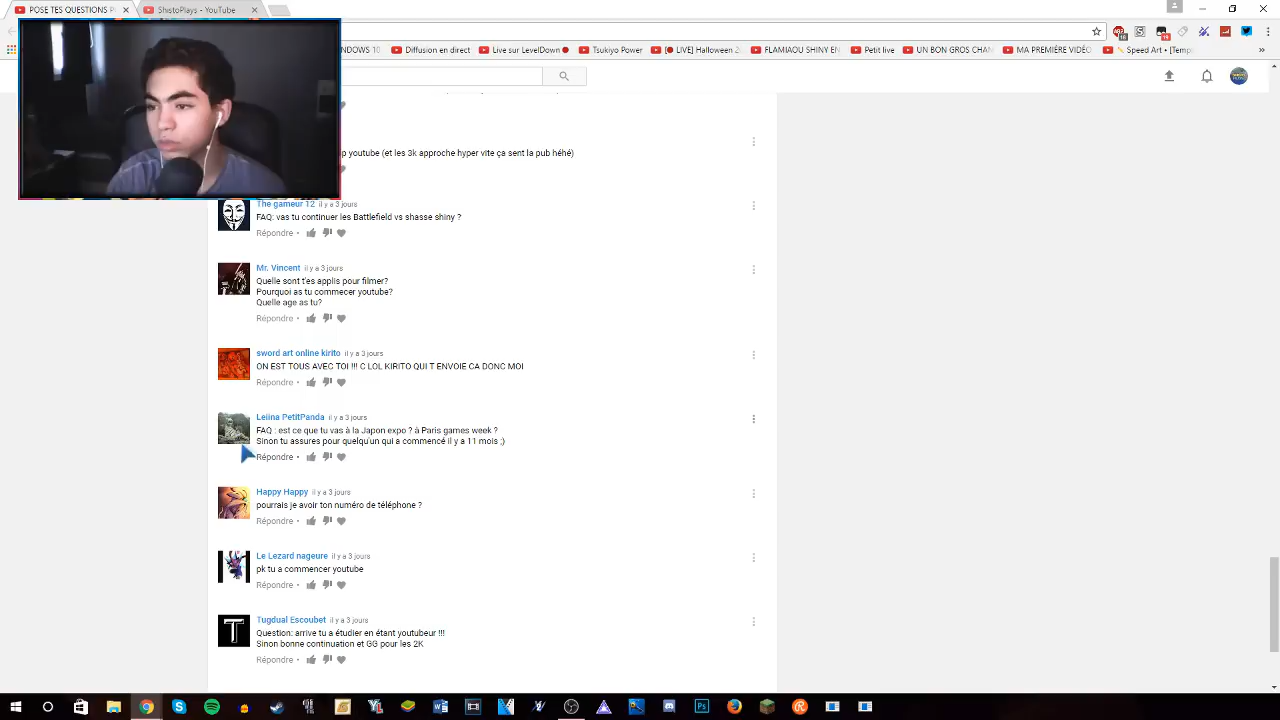 POSE TES QUESTIONS P
ShistoPlays - YouTube
INDOWS 10
Diffusion en direct
Live sur LevelDown
Tsukiyo Power
[LIVE] Harmonie 2
FLAMIAOU SHINY EN
Pam live
UN BON GROS CHAN
MA PREMIÈRE VIDÉO
Speed Art • [Temp
p youtube (et les 3k approche hyper vite ça sent la pub héhé)
The gameur 12 il y a 3 jours
FAQ: vas tu continuer les Battlefield vs shasse shiny ?
Répondre •
Mr. Vincent il y a 3 jours
Quelle sont t'es applis pour filmer?
Pourquoi as tu commecer youtube?
Quelle age as tu?
Répondre •
sword art online kirito il y a 3 jours
ON EST TOUS AVEC TOI !!! C LOL KIRITO QUI T ENVOIE CA DONC MOI
Répondre •
Leiina PetitPanda il y a 3 jours
FAQ : est ce que tu vas à la Japon expo ? à Paris games week ?
Sinon tu assures pour quelqu'un qui a commencé il y a 11 mois ;)
Répondre •
Happy Happy il y a 3 jours
pourrais je avoir ton numéro de téléphone ?
Répondre •
Le Lezard nageure il y a 3 jours
pk tu a commencer youtube
Répondre •
T
Tugdual Escoubet il y a 3 jours
Question: arrive tu a étudier en étant youtubeur !!!
Sinon bonne continuation et GG pour les 2K
Répondre •